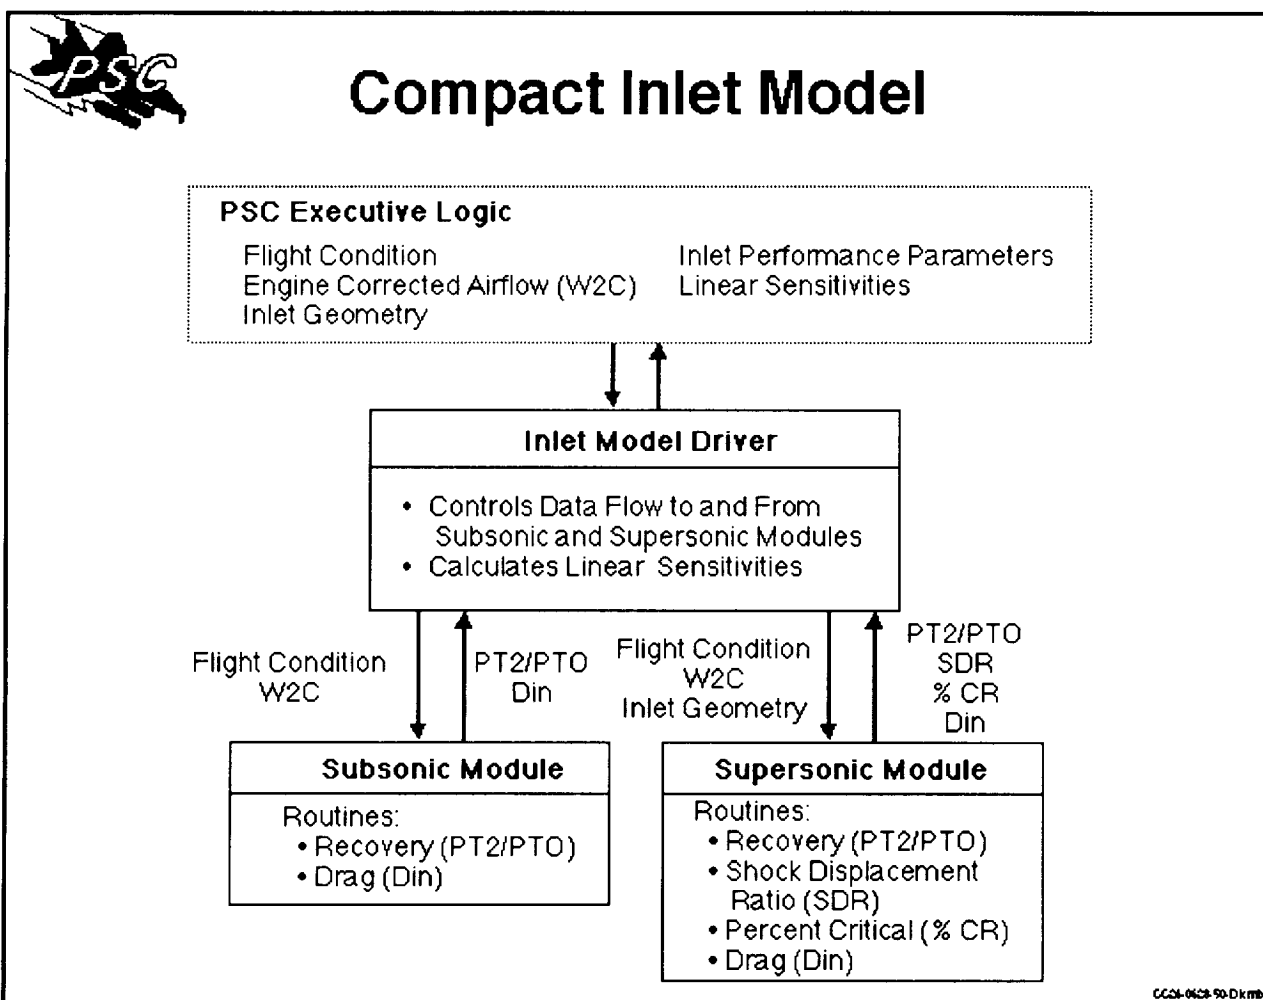 PSC
Compact Inlet Model
PSC Executive Logic
Flight Condition
Engine Corrected Airflow (W2C)
Inlet Geometry
Inlet Performance Parameters
Linear Sensitivities
Inlet Model Driver
• Controls Data Flow to and From
Subsonic and Supersonic Modules
• Calculates Linear Sensitivities
Flight Condition
W2C
PT2/PTO
Din
Flight Condition
W2C
Inlet Geometry
PT2/PTO
SDR
% CR
Din
Subsonic Module
Routines:
• Recovery (PT2/PTO)
• Drag (Din)
Supersonic Module
Routines:
• Recovery (PT2/PTO)
• Shock Displacement
Ratio (SDR)
• Percent Critical (% CR)
• Drag (Din)